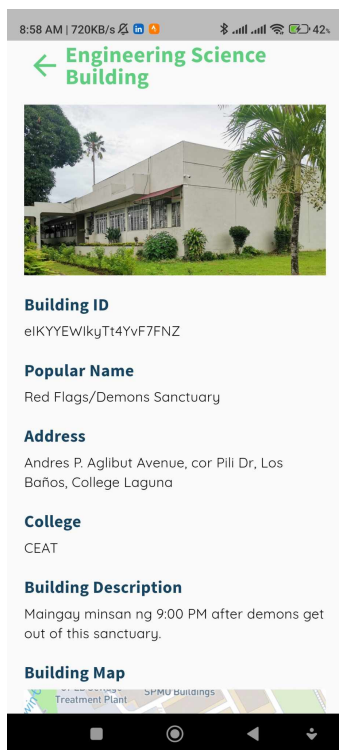 8:58 AM | 720KB/s
42%
Engineering Science
Building
Building ID
eIKYYEWIkyTt4YvF7FNZ
Popular Name
Red Flags/Demons Sanctuary
Address
Andres P. Aglibut Avenue, cor Pili Dr, Los
Baños, College Laguna
College
CEAT
Building Description
Maingay minsan ng 9:00 PM after demons get
out of this sanctuary.
Building Map
Treatment Plant
SPMO Buildings